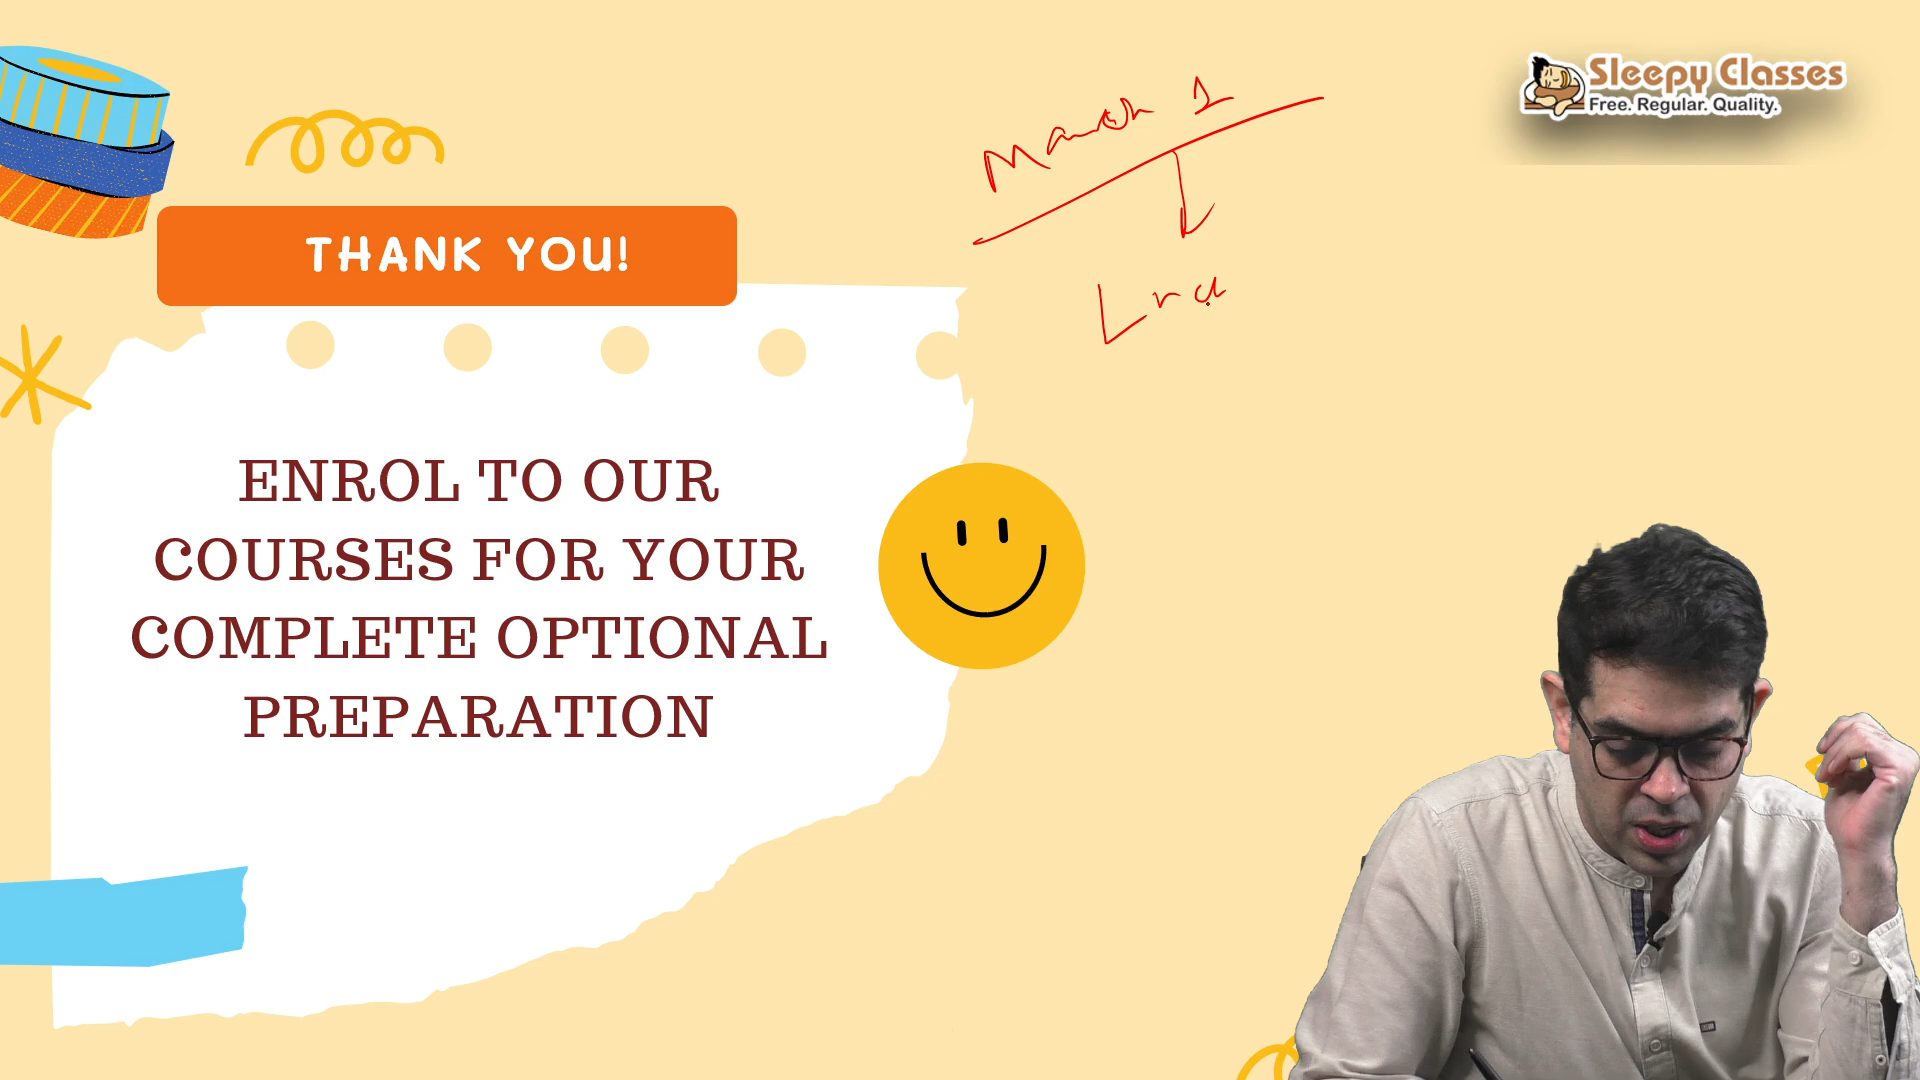 Sleepy Classes
Free. Regular. Quality.
March 1
THANK YOU!
ENROL TO OUR
COURSES FOR YOUR
COMPLETE OPTIONAL
PREPARATION